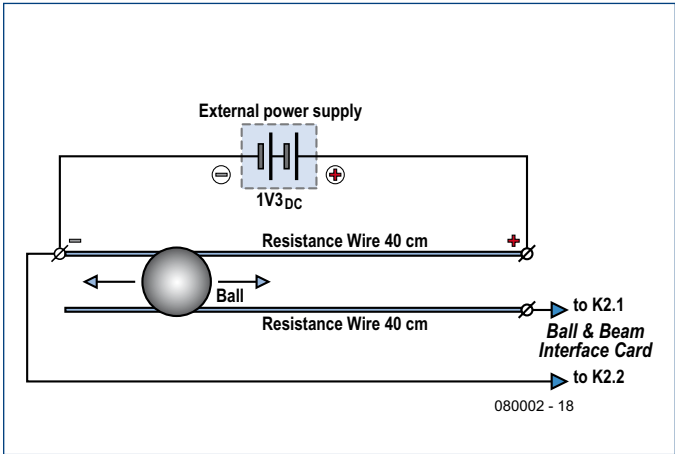 External power supply
− +
1V3DC
− Resistance Wire 40 cm +
Ball
Resistance Wire 40 cm
to K2.1
Ball & Beam
Interface Card
to K2.2
080002 - 18